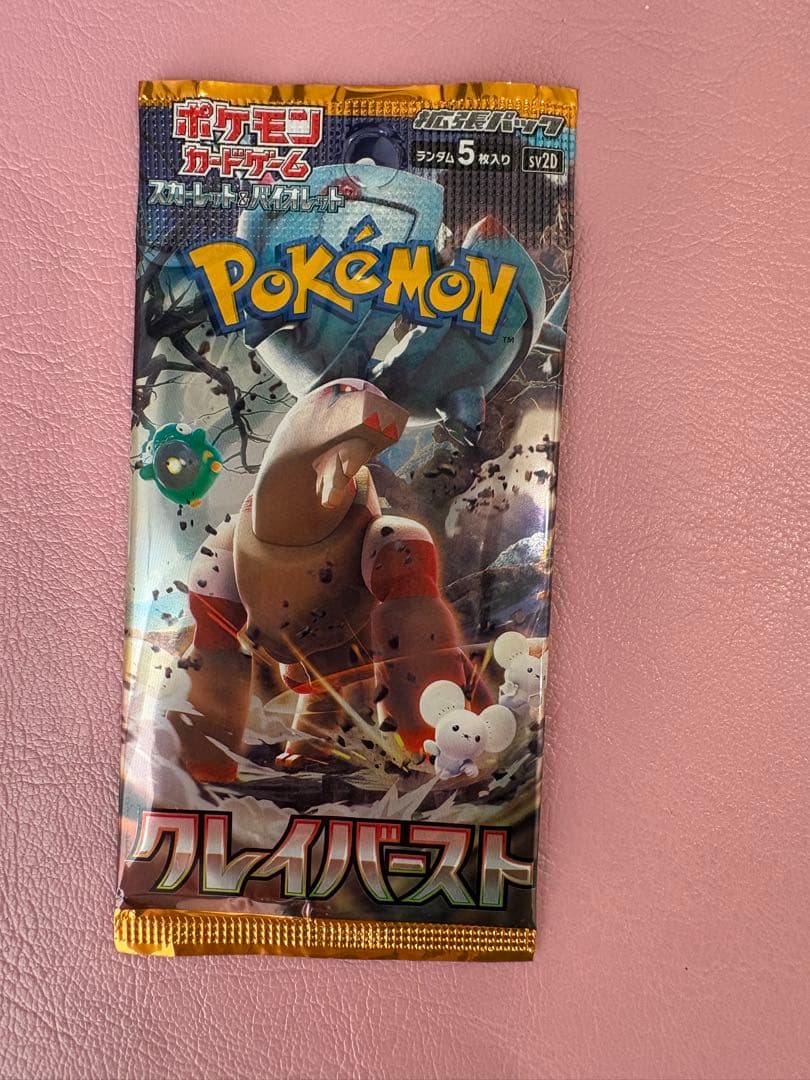 ポケモン
カードゲーム
スカーレット&バイオレット
拡張パック
ランダム5枚入り
SV2D
POKéMON
TM
クレイバースト